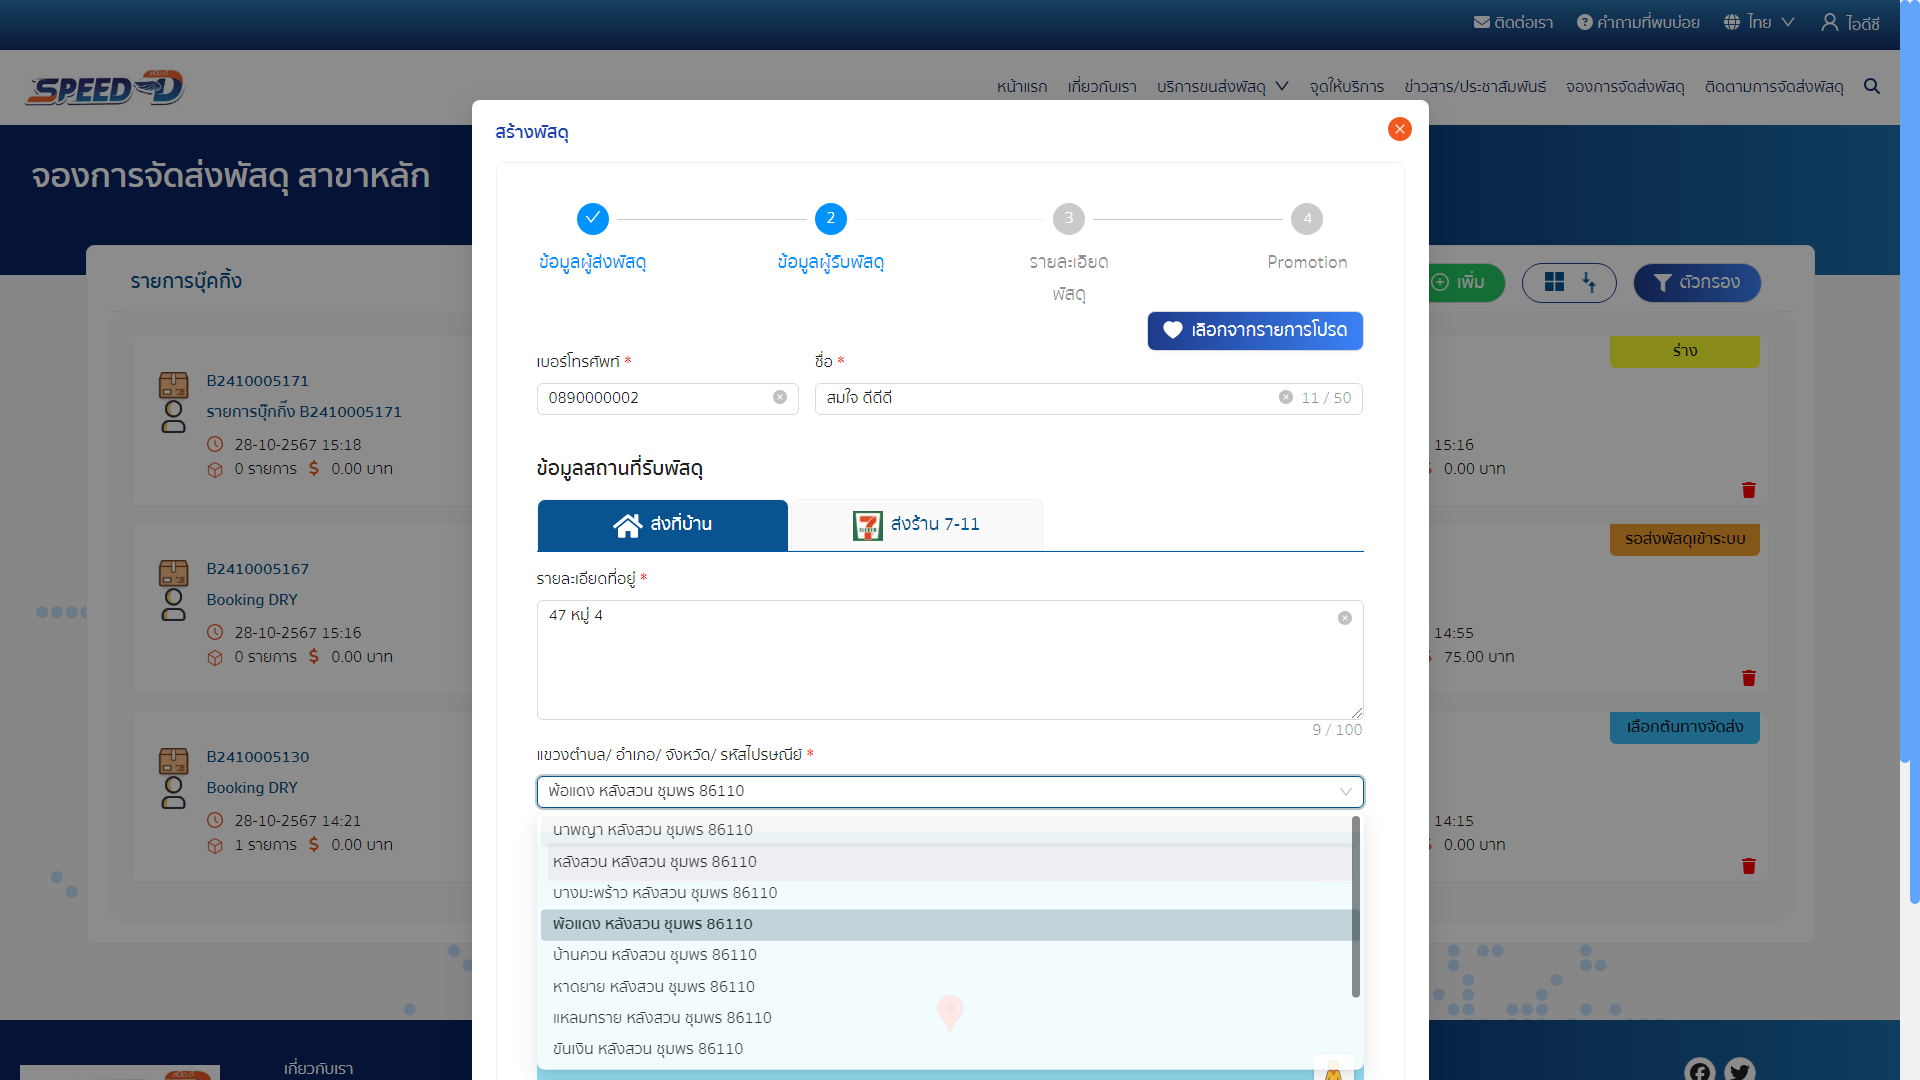 ติดต่อเรา คำถามที่พบบ่อย ไทย ไอดีซี
SPEED-D
หน้าแรก เกี่ยวกับเรา บริการขนส่งพัสดุ จุดให้บริการ ข่าวสาร/ประชาสัมพันธ์ จองการจัดส่งพัสดุ ติดตามการจัดส่งพัสดุ
จองการจัดส่งพัสดุ สาขาหลัก
รายการบุ๊คกิ้ง
เพิ่ม
ตัวกรอง
B2410005171
รายการบุ๊กกิ้ง B2410005171
28-10-2567 15:18
0 รายการ $ 0.00 บาท
B2410005167
Booking DRY
28-10-2567 15:16
0 รายการ $ 0.00 บาท
B2410005130
Booking DRY
28-10-2567 14:21
1 รายการ $ 0.00 บาท
สร้างพัสดุ
2
3
4
ข้อมูลผู้ส่งพัสดุ
ข้อมูลผู้รับพัสดุ
รายละเอียด
พัสดุ
Promotion
เลือกจากรายการโปรด
เบอร์โทรศัพท์ *
ชื่อ *
0890000002
สมใจ ดีดีดี
11 / 50
ข้อมูลสถานที่รับพัสดุ
ส่งที่บ้าน
7 ELEVEN ส่งร้าน 7-11
รายละเอียดที่อยู่ *
47 หมู่ 4
9 / 100
แขวงตำบล/ อำเภอ/ จังหวัด/ รหัสไปรษณีย์ *
พ้อแดง หลังสวน ชุมพร 86110
นาพญา หลังสวน ชุมพร 86110
หลังสวน หลังสวน ชุมพร 86110
บางมะพร้าว หลังสวน ชุมพร 86110
พ้อแดง หลังสวน ชุมพร 86110
บ้านควน หลังสวน ชุมพร 86110
หาดยาย หลังสวน ชุมพร 86110
แหลมทราย หลังสวน ชุมพร 86110
ขันเงิน หลังสวน ชุมพร 86110
ร่าง
15:16
0.00 บาท
รอส่งพัสดุเข้าระบบ
14:55
75.00 บาท
เลือกต้นทางจัดส่ง
14:15
0.00 บาท
เกี่ยวกับเรา